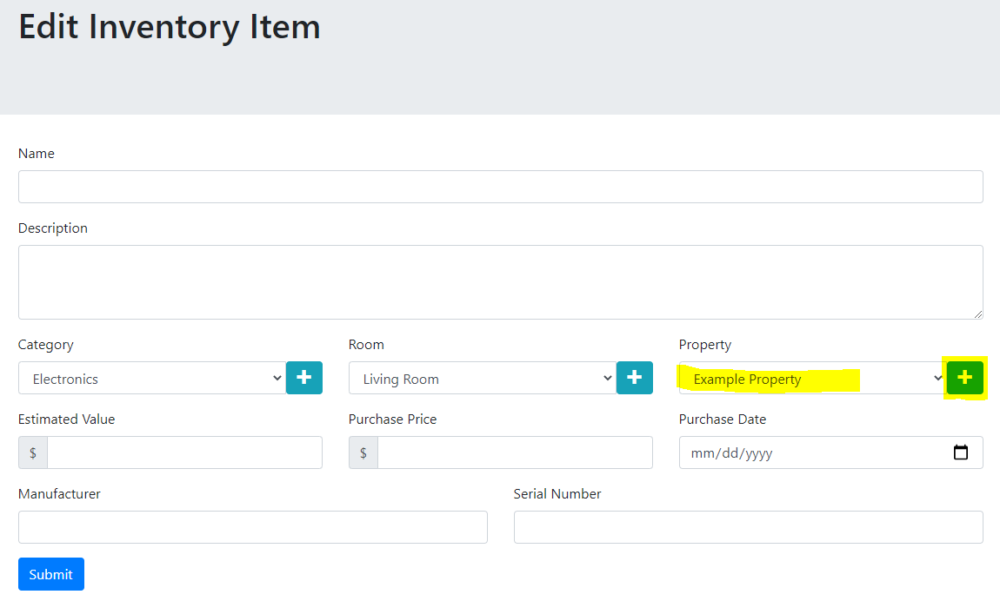 Edit Inventory Item
Name
Description
Category Room Property
Electronics + Living Room + Example Property +
Estimated Value Purchase Price Purchase Date
$ $ mm/dd/yyyy
Manufacturer Serial Number
Submit